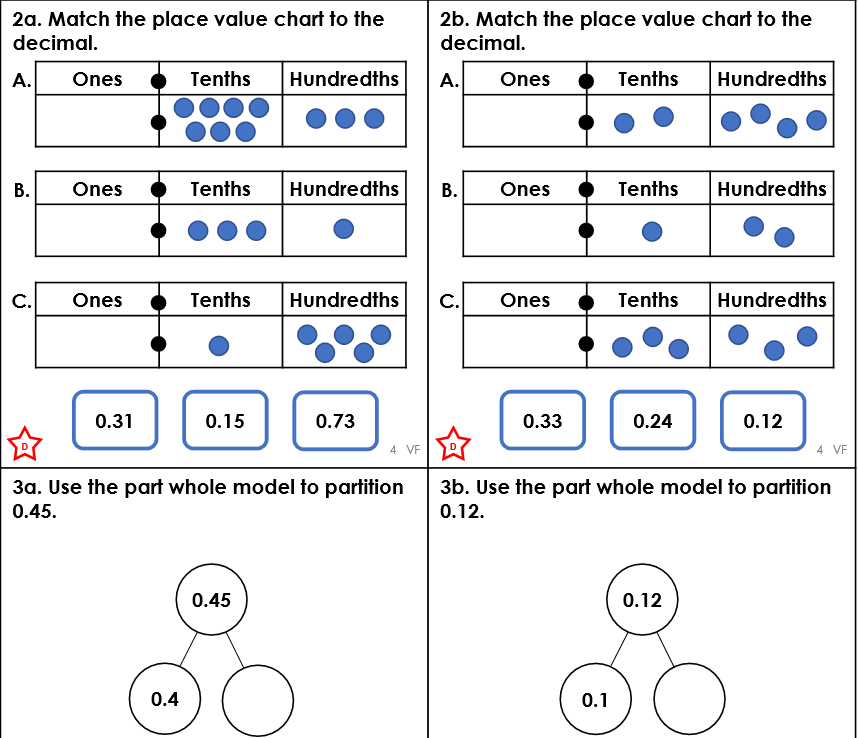 2a. Match the place value chart to the
decimal.
A. Ones Tenths Hundredths
B. Ones Tenths Hundredths
C. Ones Tenths Hundredths
0.31 0.15 0.73
D 4 VF
2b. Match the place value chart to the
decimal.
A. Ones Tenths Hundredths
B. Ones Tenths Hundredths
C. Ones Tenths Hundredths
0.33 0.24 0.12
D 4 VF
3a. Use the part whole model to partition
0.45.
0.45
0.4
3b. Use the part whole model to partition
0.12.
0.12
0.1